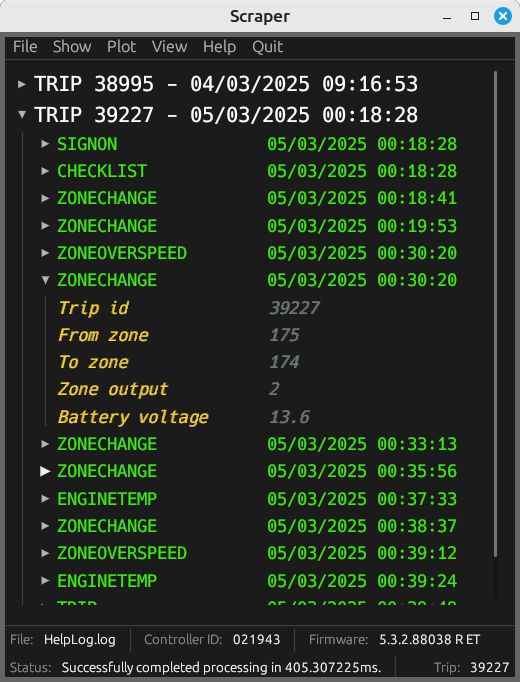 Scraper
File Show Plot View Help Quit
TRIP 38995 - 04/03/2025 09:16:53
TRIP 39227 - 05/03/2025 00:18:28
SIGNON 05/03/2025 00:18:28
CHECKLIST 05/03/2025 00:18:28
ZONECHANGE 05/03/2025 00:18:41
ZONECHANGE 05/03/2025 00:19:53
ZONEOVERSPEED 05/03/2025 00:30:20
ZONECHANGE 05/03/2025 00:30:20
Trip id 39227
From zone 175
To zone 174
Zone output 2
Battery voltage 13.6
ZONECHANGE 05/03/2025 00:33:13
ZONECHANGE 05/03/2025 00:35:56
ENGINETEMP 05/03/2025 00:37:33
ZONECHANGE 05/03/2025 00:38:37
ZONEOVERSPEED 05/03/2025 00:39:12
ENGINETEMP 05/03/2025 00:39:24
File: HelpLog.log Controller ID: 021943 Firmware: 5.3.2.88038 RET
Status: Successfully completed processing in 405.307225ms. Trip: 39227